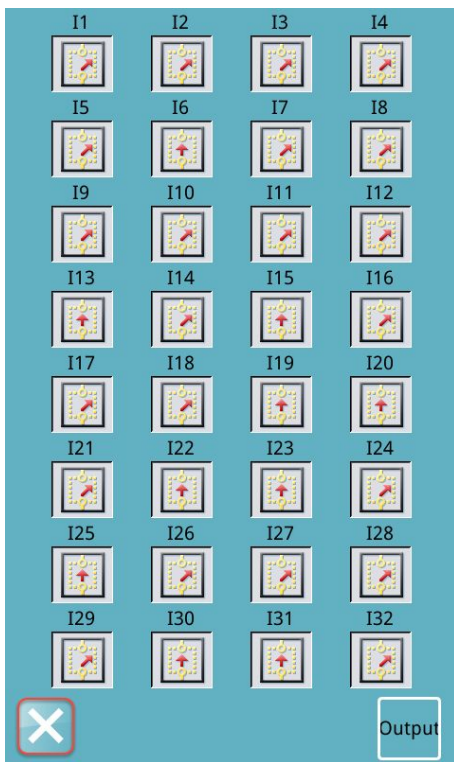 I1 I2 I3 I4
I5 I6 I7 I8
I9 I10 I11 I12
I13 I14 I15 I16
I17 I18 I19 I20
I21 I22 I23 I24
I25 I26 I27 I28
I29 I30 I31 I32
Output